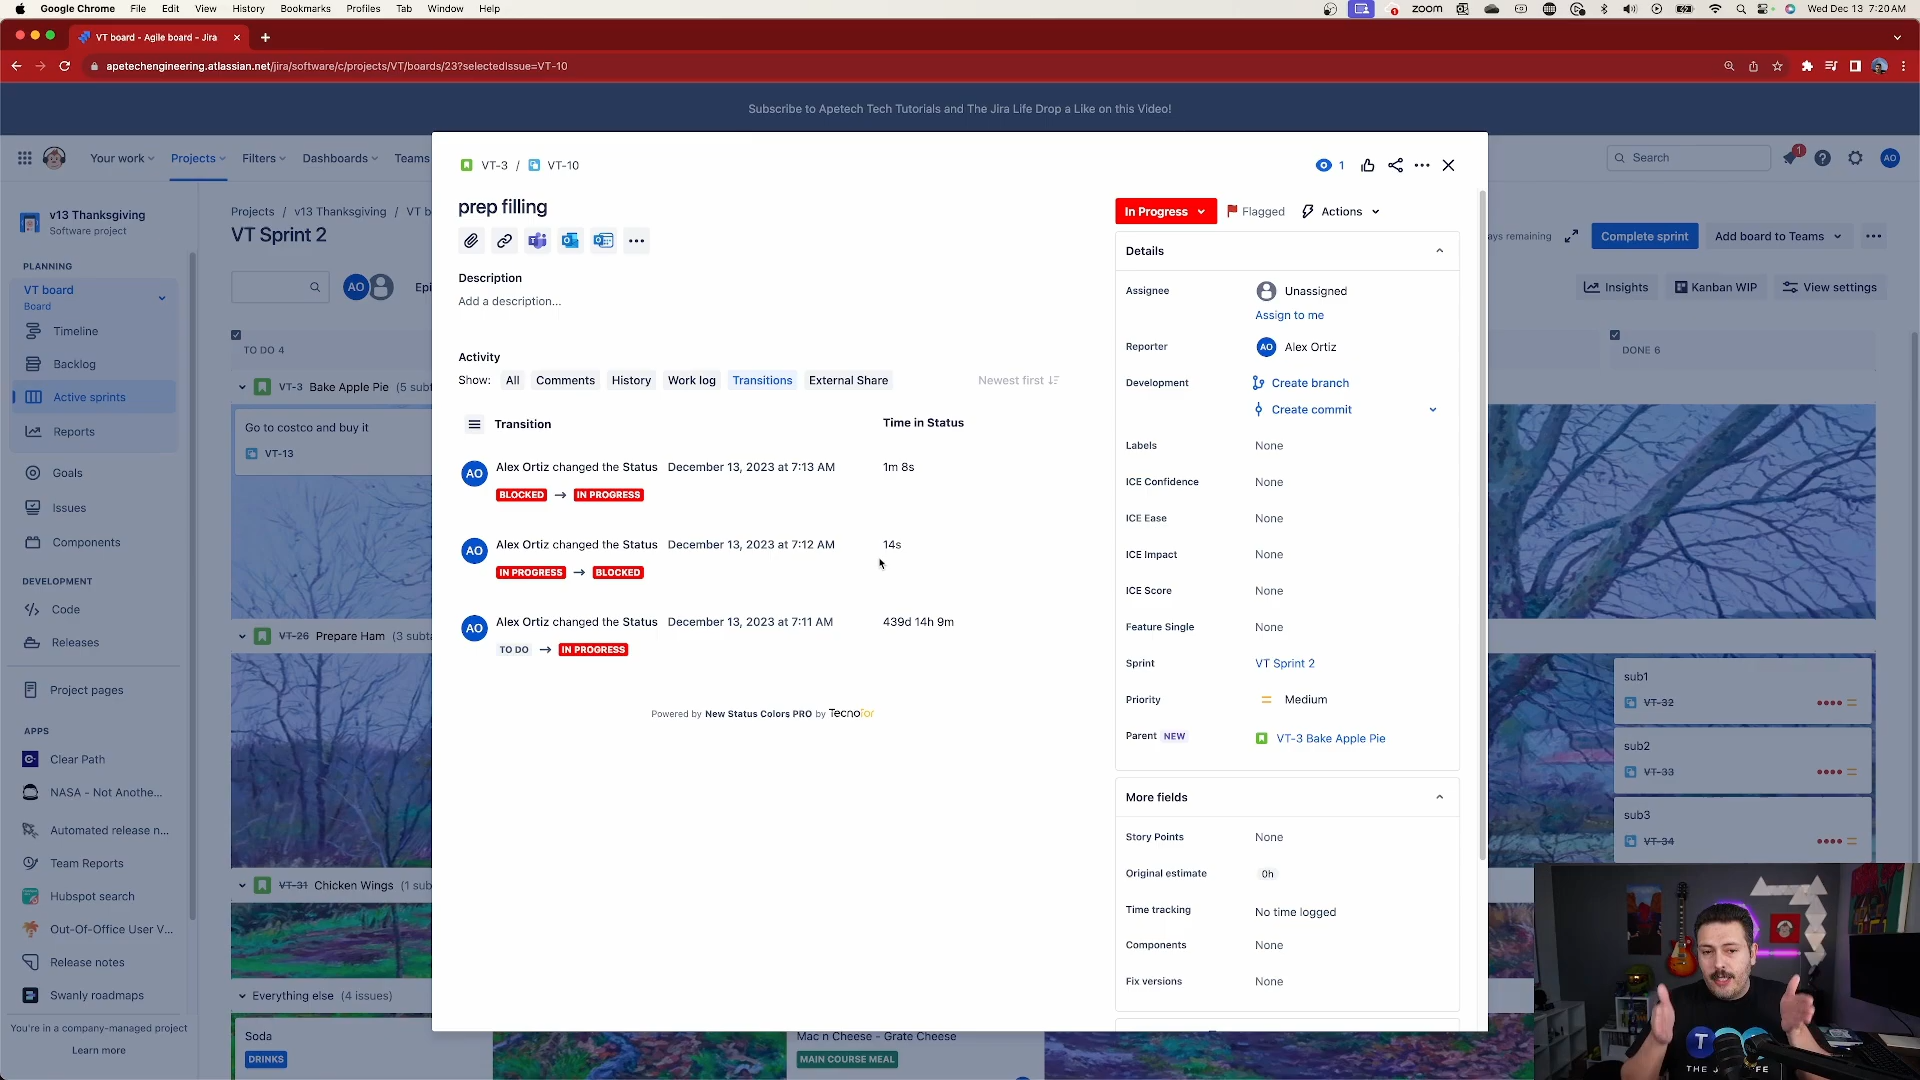 Google Chrome File Edit View History Bookmarks Profiles Tab Window Help
zoom
Wed Dec 13 7:20 AM
VT board - Agile board - Jira
apetechengineering.atlassian.net/jira/software/c/projects/VT/boards/23?selectedIssue=VT-10
Subscribe to Apetech Tech Tutorials and The Jira Life Drop a Like on this Video!
Your work Projects Filters Dashboards Teams
Search
1
AO
v13 Thanksgiving
Software project
PLANNING
VT board
Board
Timeline
Backlog
Active sprints
Reports
Goals
Issues
Components
DEVELOPMENT
Code
Releases
Project pages
APPS
Clear Path
NASA - Not Anothe...
Automated release n...
Team Reports
Hubspot search
Out-Of-Office User V...
Release notes
Swanly roadmaps
You're in a company-managed project
Learn more
Projects / v13 Thanksgiving / VT b
VT Sprint 2
AO
Epi
TO DO 4
VT-3 Bake Apple Pie (5 subt
Go to costco and buy it
VT-13
VT-26 Prepare Ham (3 subta
VT-31 Chicken Wings (1 sub
Everything else (4 issues)
Soda
DRINKS
Mac n Cheese - Grate Cheese
MAIN COURSE MEAL
VT-3 / VT-10
1
prep filling
Description
Add a description...
Activity
Show: All Comments History Work log Transitions External Share
Newest first
Transition
Time in Status
AO
Alex Ortiz changed the Status December 13, 2023 at 7:13 AM
1m 8s
BLOCKED → IN PROGRESS
AO
Alex Ortiz changed the Status December 13, 2023 at 7:12 AM
14s
IN PROGRESS → BLOCKED
AO
Alex Ortiz changed the Status December 13, 2023 at 7:11 AM
439d 14h 9m
TO DO → IN PROGRESS
Powered by New Status Colors PRO by Tecnofor
In Progress
Flagged
Actions
Details
Assignee
Unassigned
Assign to me
Reporter
AO
Alex Ortiz
Development
Create branch
Create commit
Labels
None
ICE Confidence
None
ICE Ease
None
ICE Impact
None
ICE Score
None
Feature Single
None
Sprint
VT Sprint 2
Priority
Medium
Parent NEW
VT-3 Bake Apple Pie
More fields
Story Points
None
Original estimate
0h
Time tracking
No time logged
Components
None
Fix versions
None
ays remaining
Complete sprint
Add board to Teams
Insights
Kanban WIP
View settings
DONE 6
sub1
VT-32
sub2
VT-33
sub3
VT-34